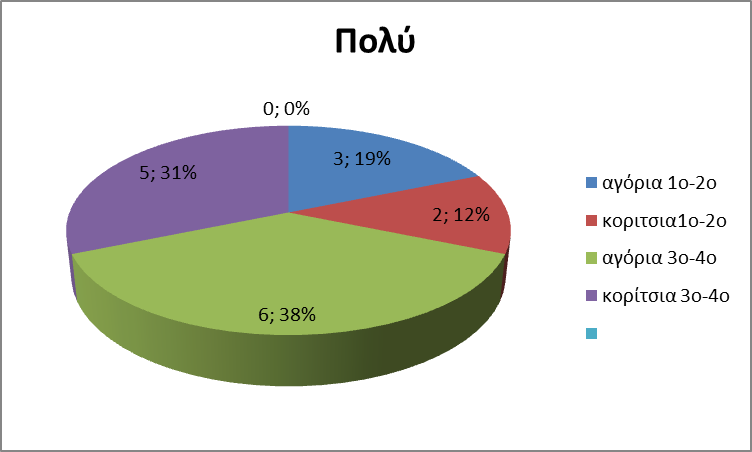 Πολύ
0; 0%
3; 19%
5; 31%
2; 12%
6; 38%
αγόρια 1ο-2ο
κοριτσια1ο-2ο
αγόρια 3ο-4ο
κορίτσια 3ο-4ο